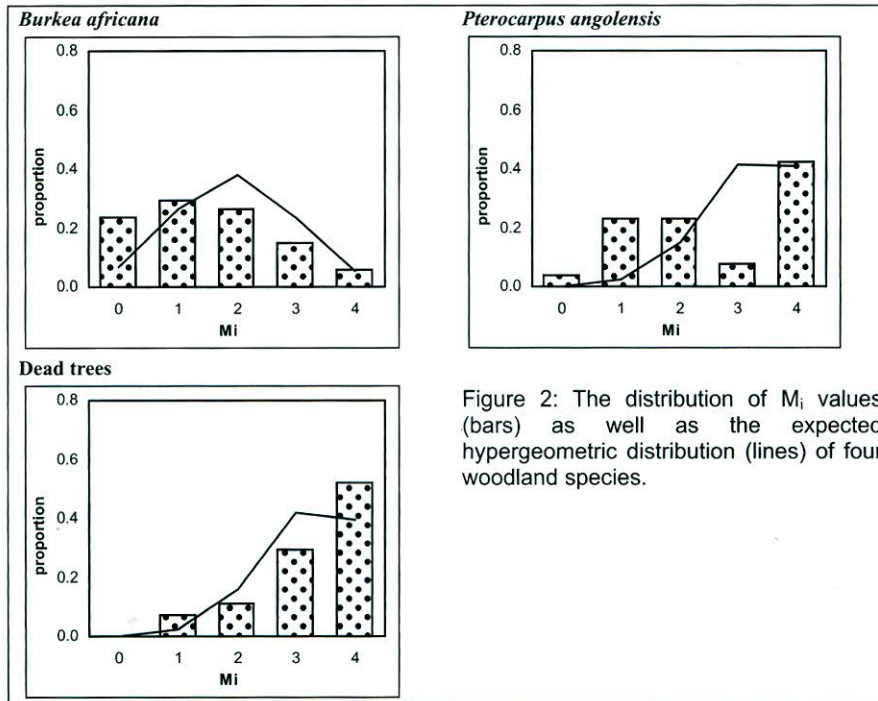 Burkea africana
0.8
0.6
0.4
0.2
0.0
proportion
0 1 2 3 4
Mi
Pterocarpus angolensis
0.8
0.6
0.4
0.2
0.0
proportion
0 1 2 3 4
Mi
Dead trees
0.8
0.6
0.4
0.2
0.0
proportion
0 1 2 3 4
Mi
Figure 2: The distribution of Mi values
(bars) as well as the expected
hypergeometric distribution (lines) of four
woodland species.